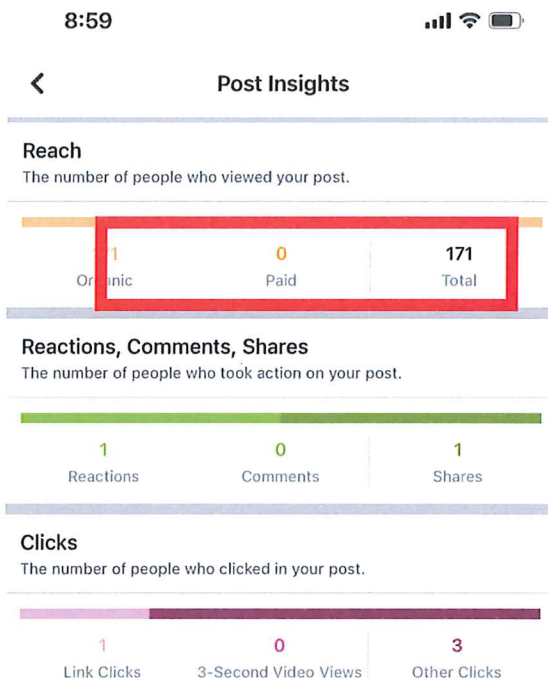 8:59
Post Insights
Reach
The number of people who viewed your post.
0 171
Organic Paid Total
Reactions, Comments, Shares
The number of people who took action on your post.
1 0 1
Reactions Comments Shares
Clicks
The number of people who clicked in your post.
1 0 3
Link Clicks 3-Second Video Views Other Clicks